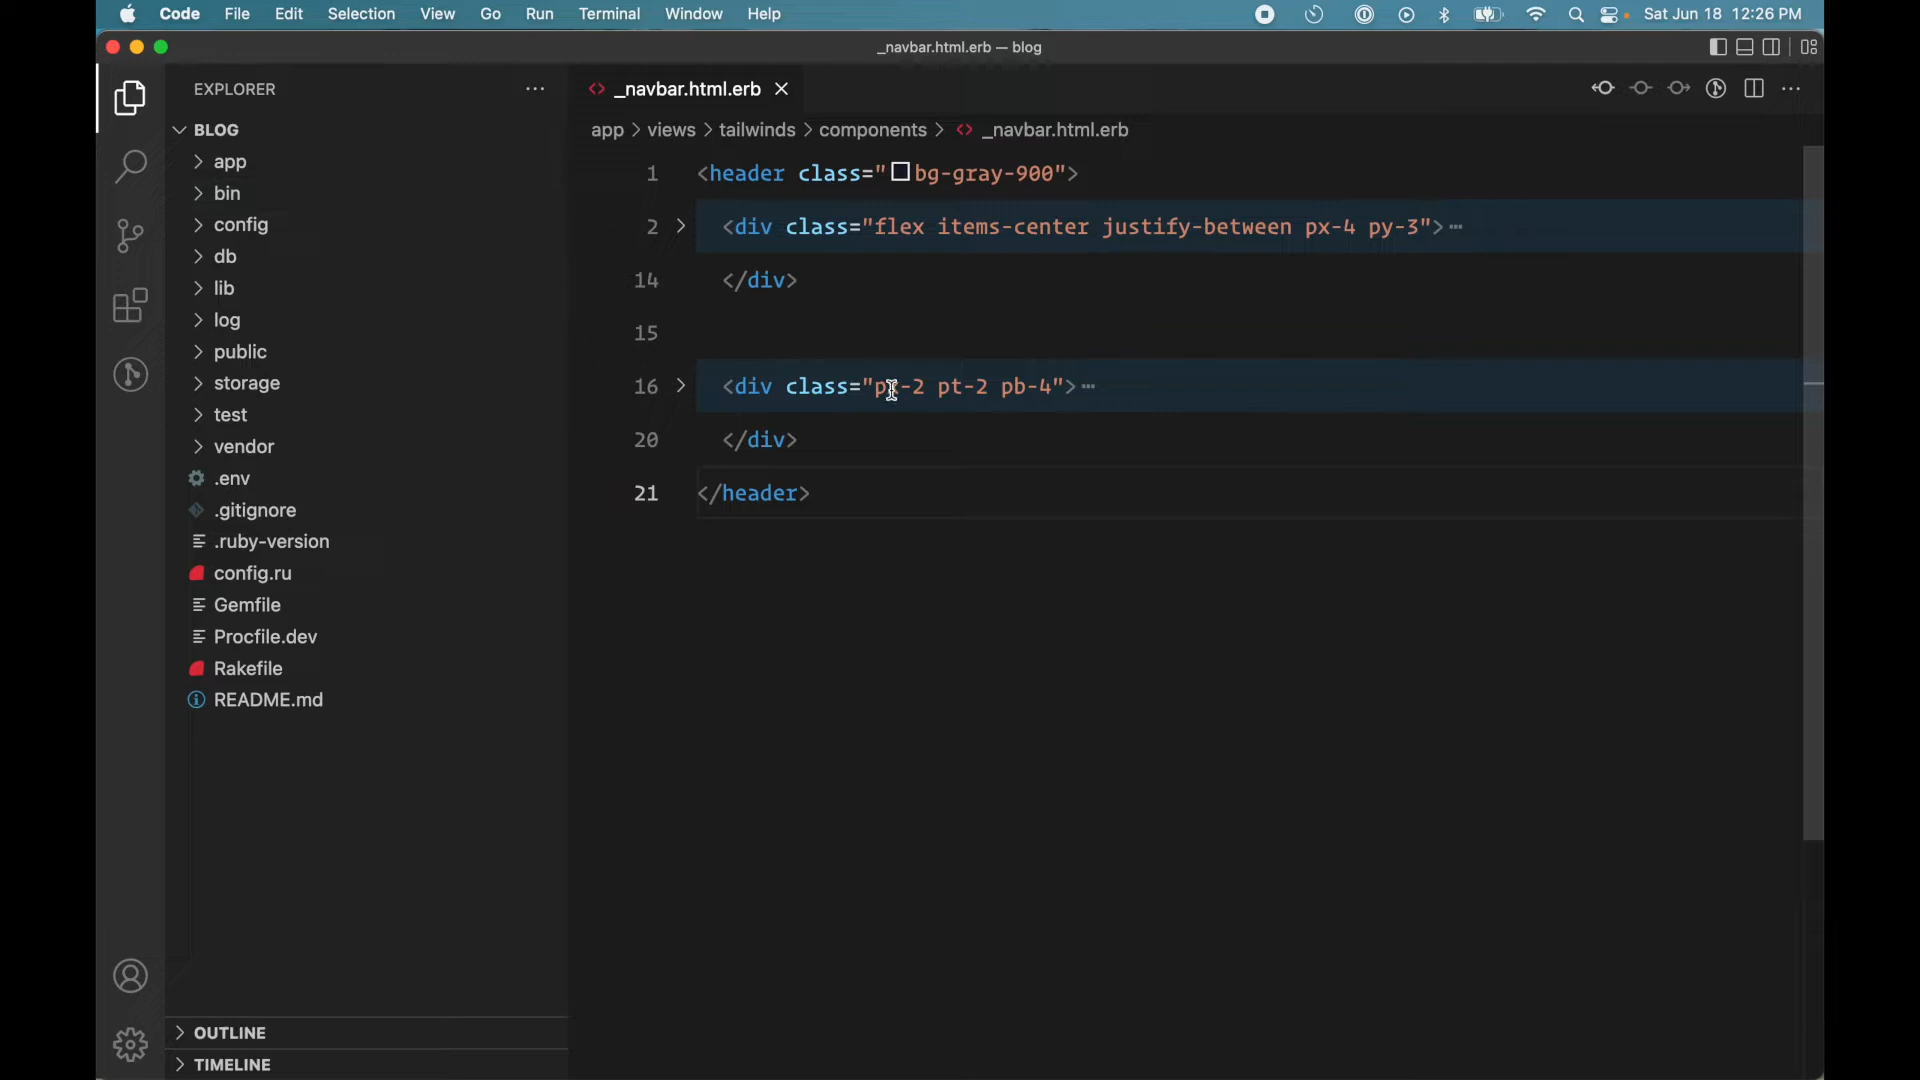 Code File Edit Selection View Go Run Terminal Window Help Sat Jun 18 12:26 PM
_navbar.html.erb — blog
EXPLORER ···
BLOG
app
bin
config
db
lib
log
public
storage
test
vendor
.env
.gitignore
.ruby-version
config.ru
Gemfile
Procfile.dev
Rakefile
README.md
OUTLINE
TIMELINE
<> _navbar.html.erb ×
app > views > tailwinds > components > <> _navbar.html.erb
1 <header class="bg-gray-900">
2 > <div class="flex items-center justify-between px-4 py-3">⋯
14 </div>
15
16 > <div class="px-2 pt-2 pb-4">⋯
20 </div>
21 </header>